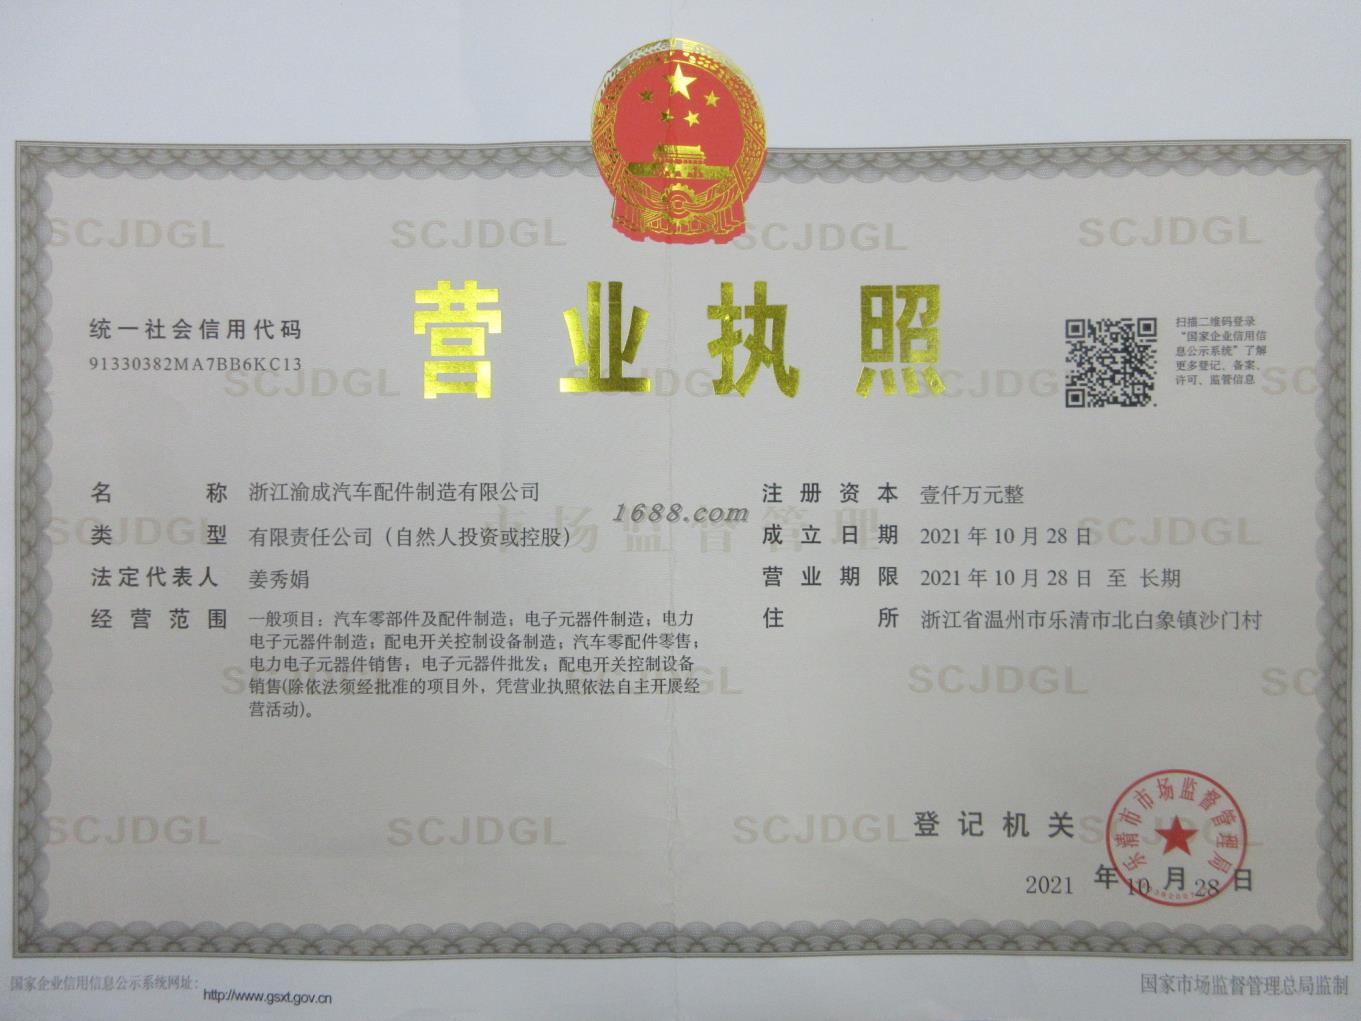 营业执照
统一社会信用代码
91330382MA7BB6KC13
扫描二维码登录
“国家企业信用信
息公示系统”了解
更多登记、备案、
许可、监管信息
名称 浙江渝成汽车配件制造有限公司
类型 有限责任公司（自然人投资或控股）
法定代表人 姜秀娟
经营范围 一般项目：汽车零部件及配件制造；电子元器件制造；电力
电子元器件制造；配电开关控制设备制造；汽车零配件零售；
电力电子元器件销售；电子元器件批发；配电开关控制设备
销售(除依法须经批准的项目外，凭营业执照依法自主开展经
营活动)。
注册资本 壹仟万元整
成立日期 2021年10月28日
营业期限 2021年10月28日 至 长期
住所 浙江省温州市乐清市北白象镇沙门村
1688.com
市场监督管理
SCJDGL SCJDGL SCJDGL SCJDGL
登记机关
乐清市市场监督管理局
2021 年 10 月 28 日
国家企业信用信息公示系统网址：
http://www.gsxt.gov.cn
国家市场监督管理总局监制